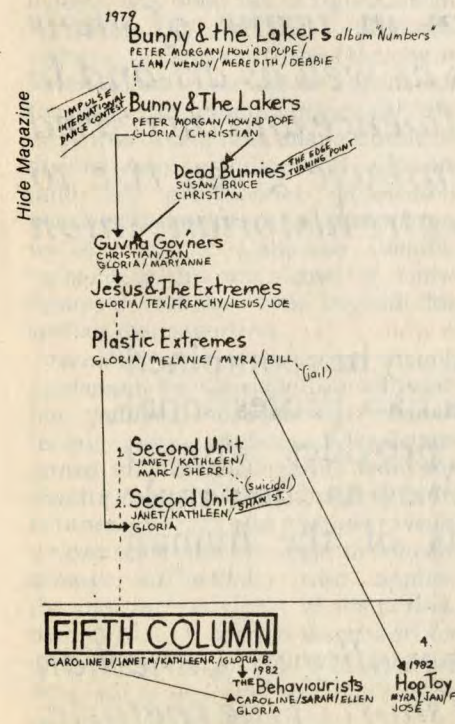 Hide Magazine
1979
Bunny & the Lakers album "Numbers"
PETER MORGAN/HOW RD POPE/
LEAN/WENDY/MEREDITH/DEBBIE
IMPULSE
INTERNATIONAL
DANCE CONTEST
Bunny & The Lakers
PETER MORGAN/HOWARD POPE
GLORIA/CHRISTIAN
Dead Bunnies
THE EDGE
TURNING POINT
SUSAN/BRUCE
CHRISTIAN
Guvna Gov'ners
CHRISTIAN/JAN
GLORIA/MARYANNE
Jesus & The Extremes
GLORIA/TEX/FRENCHY/JESUS/JOE
Plastic Extremes
GLORIA/MELANIE/MYRA/BILL
(jail)
1. Second Unit
JANET/KATHLEEN/
MARC/SHERRI
(suicidal)
2. Second Unit
SHAW ST.
JANET/KATHLEEN/
GLORIA
FIFTH COLUMN
CAROLINE B/JANET M/KATHLEEN R./GLORIA B.
1982
THE Behaviourists
CAROLINE/SARAH/ELLEN
GLORIA
4.
1982
Hop Toy
MYRA/JAN/F
JOSE